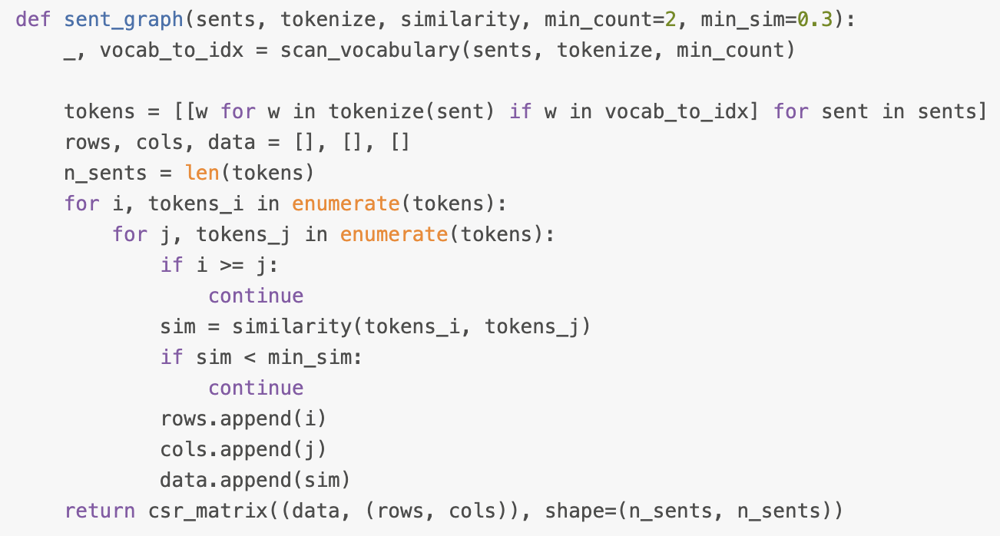 def sent_graph(sents, tokenize, similarity, min_count=2, min_sim=0.3):
    _, vocab_to_idx = scan_vocabulary(sents, tokenize, min_count)

    tokens = [[w for w in tokenize(sent) if w in vocab_to_idx] for sent in sents]
    rows, cols, data = [], [], []
    n_sents = len(tokens)
    for i, tokens_i in enumerate(tokens):
        for j, tokens_j in enumerate(tokens):
            if i >= j:
                continue
            sim = similarity(tokens_i, tokens_j)
            if sim < min_sim:
                continue
            rows.append(i)
            cols.append(j)
            data.append(sim)
    return csr_matrix((data, (rows, cols)), shape=(n_sents, n_sents))